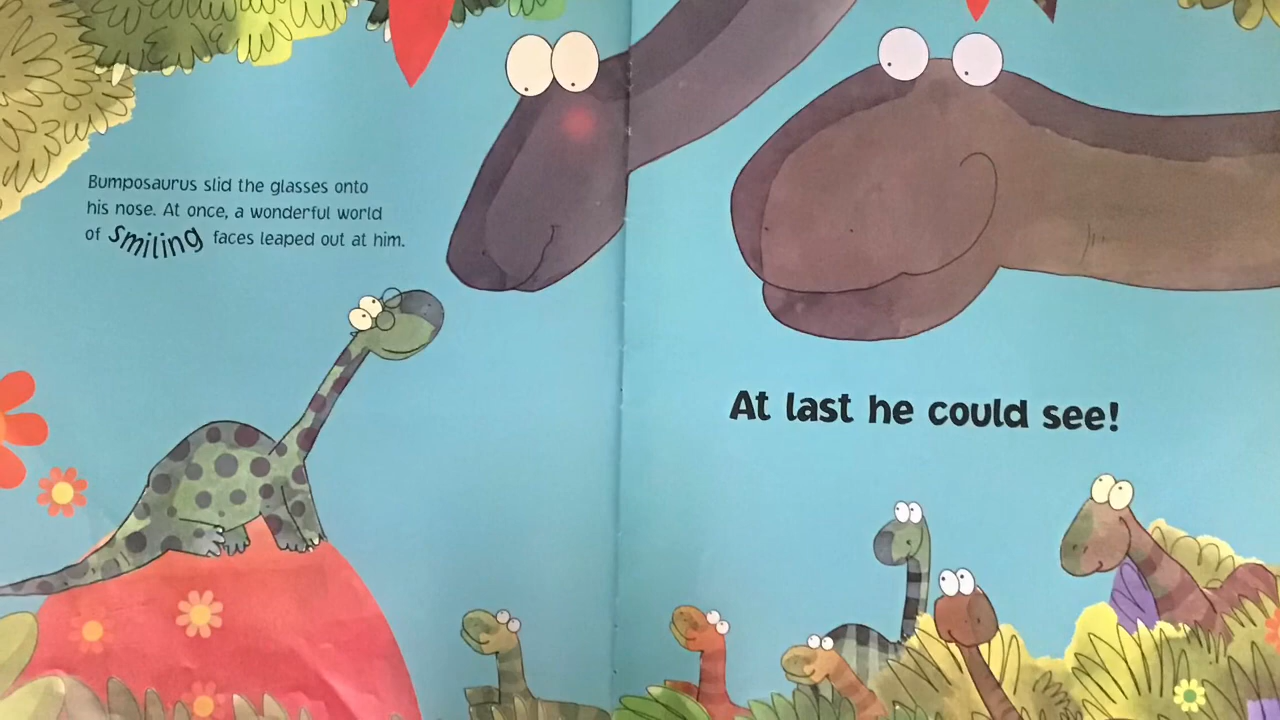 Bumposaurus slid the glasses onto
his nose. At once, a wonderful world
of smiling faces leaped out at him.
At last he could see!